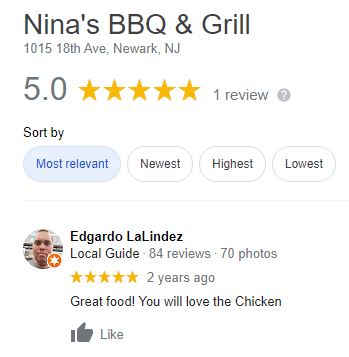 Nina's BBQ & Grill
1015 18th Ave, Newark, NJ
5.0 1 review ?
Sort by
Most relevant Newest Highest Lowest
Edgardo LaLindez
Local Guide · 84 reviews · 70 photos
2 years ago
Great food! You will love the Chicken
Like